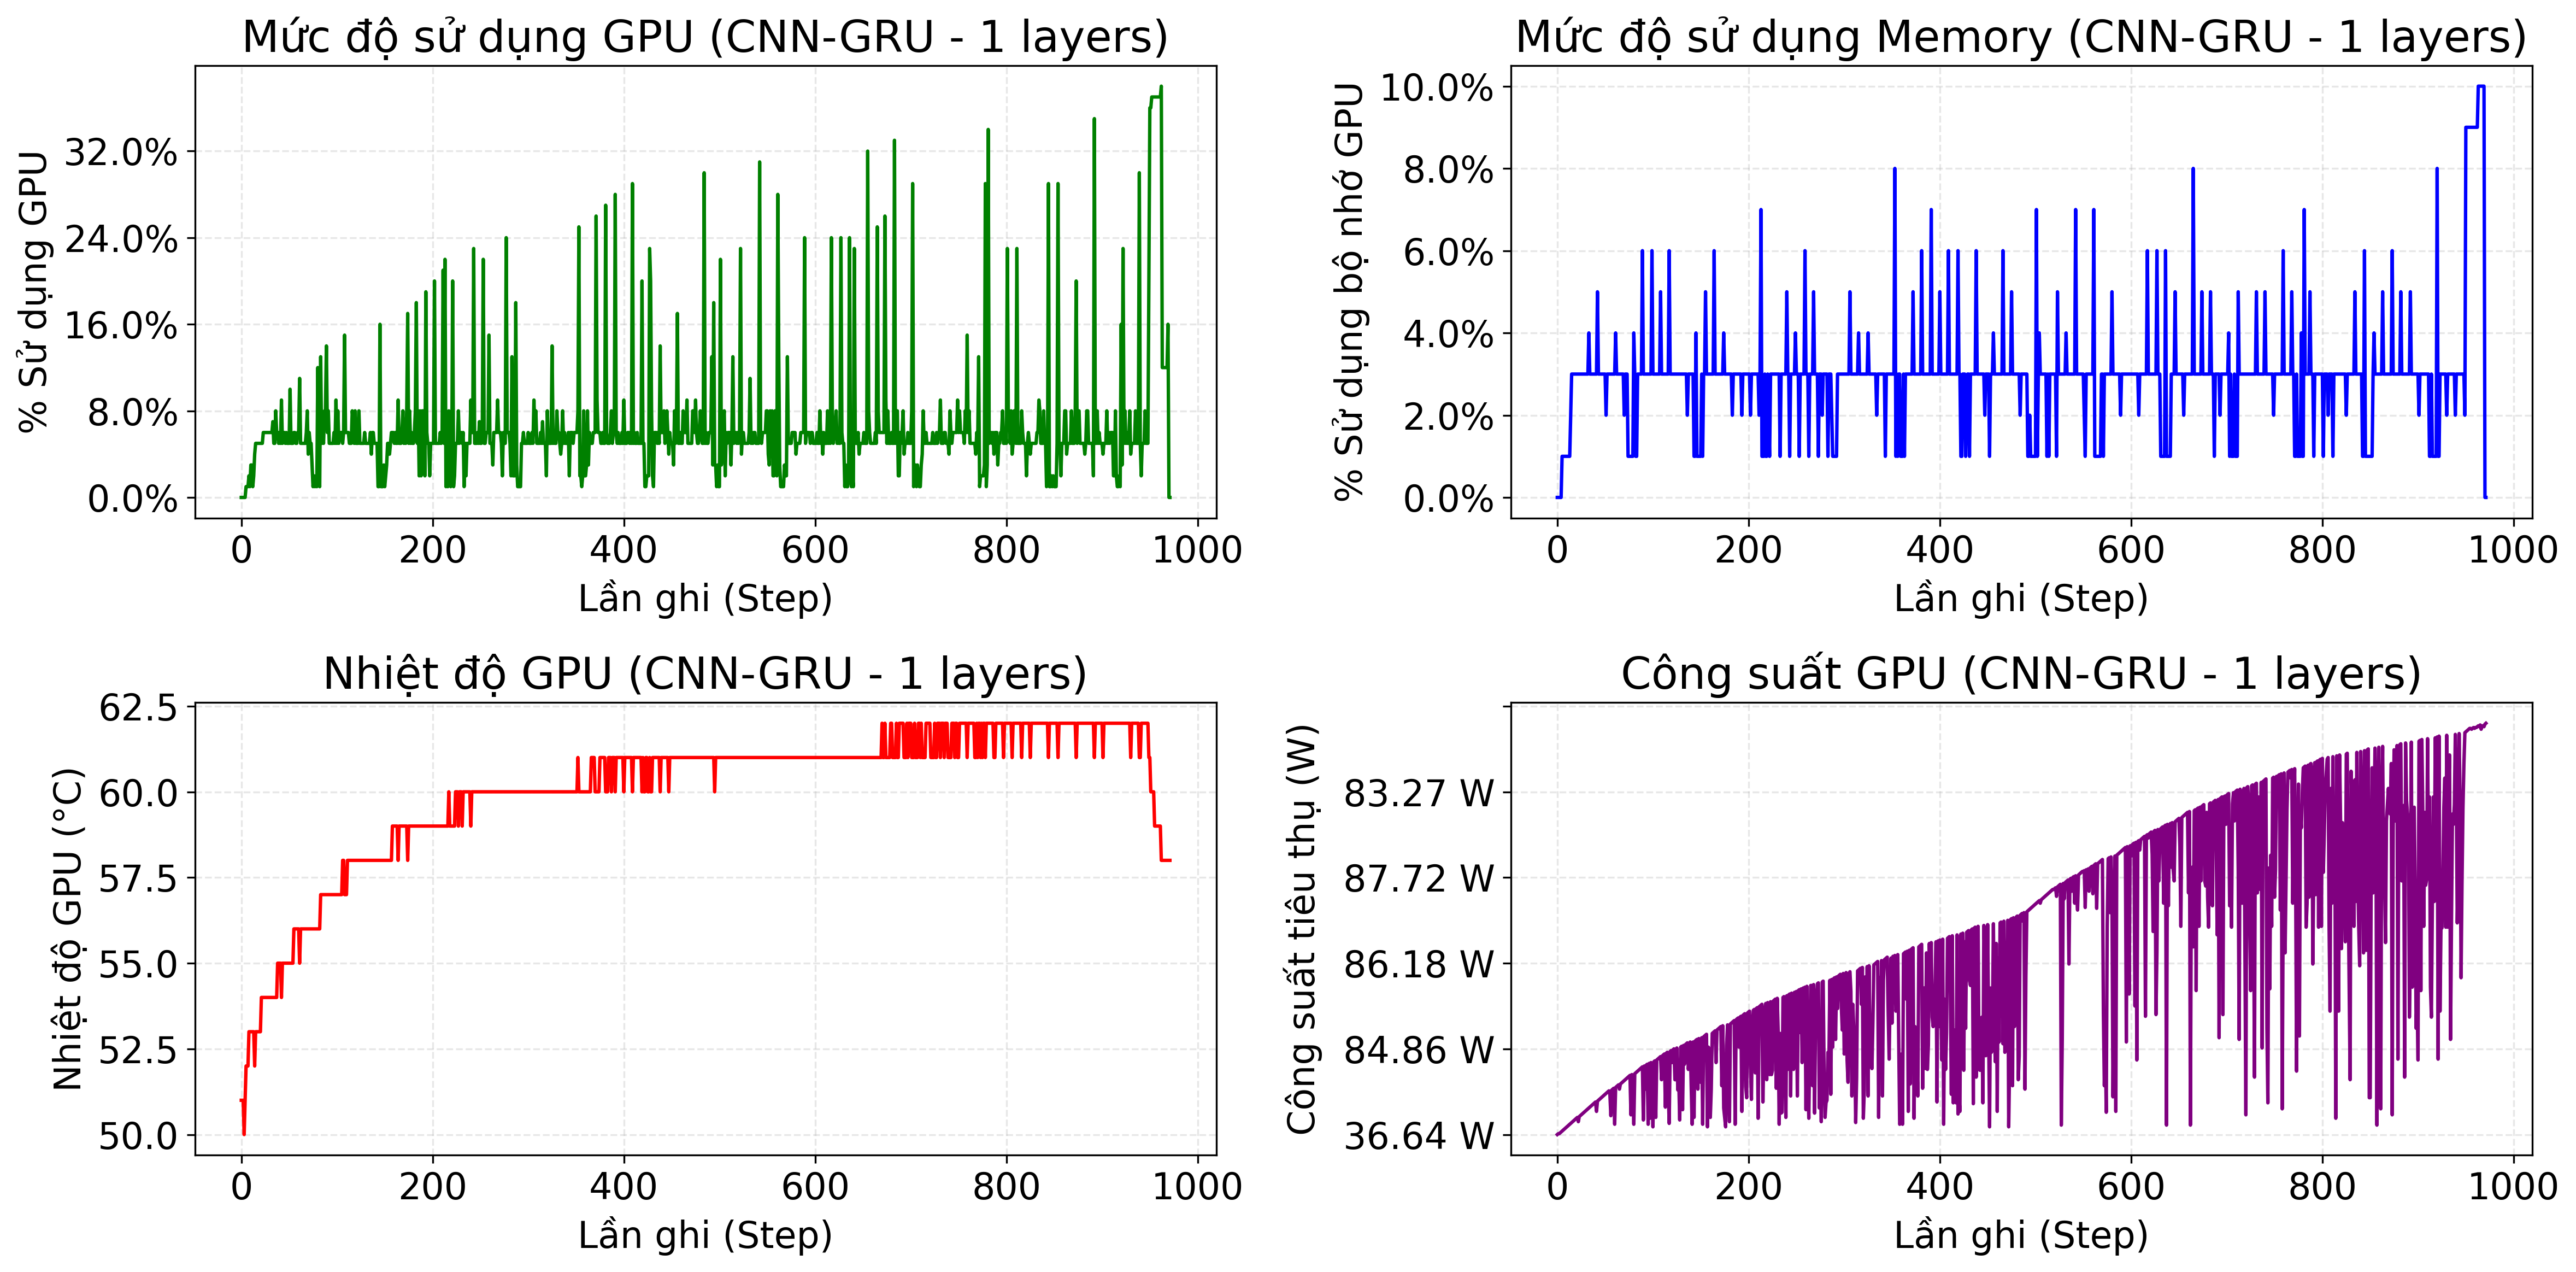 Mức độ sử dụng GPU (CNN-GRU - 1 layers)
% Sử dụng GPU
32.0%
24.0%
16.0%
8.0%
0.0%
0 200 400 600 800 1000
Lần ghi (Step)
Mức độ sử dụng Memory (CNN-GRU - 1 layers)
% Sử dụng bộ nhớ GPU
10.0%
8.0%
6.0%
4.0%
2.0%
0.0%
0 200 400 600 800 1000
Lần ghi (Step)
Nhiệt độ GPU (CNN-GRU - 1 layers)
Nhiệt độ GPU (°C)
62.5
60.0
57.5
55.0
52.5
50.0
0 200 400 600 800 1000
Lần ghi (Step)
Công suất GPU (CNN-GRU - 1 layers)
Công suất tiêu thụ (W)
83.27 W
87.72 W
86.18 W
84.86 W
36.64 W
0 200 400 600 800 1000
Lần ghi (Step)